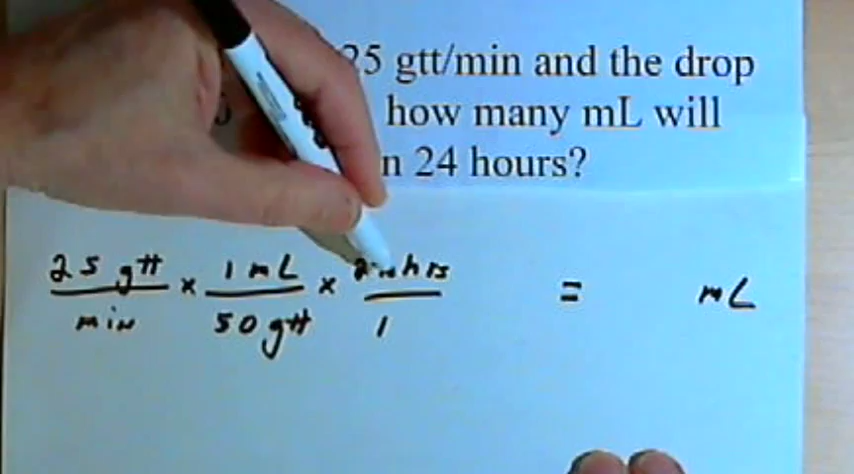 25 gtt/min and the drop
how many mL will
n 24 hours?
25 gtt × 1 mL × hrs = mL
min 50 gtt 1